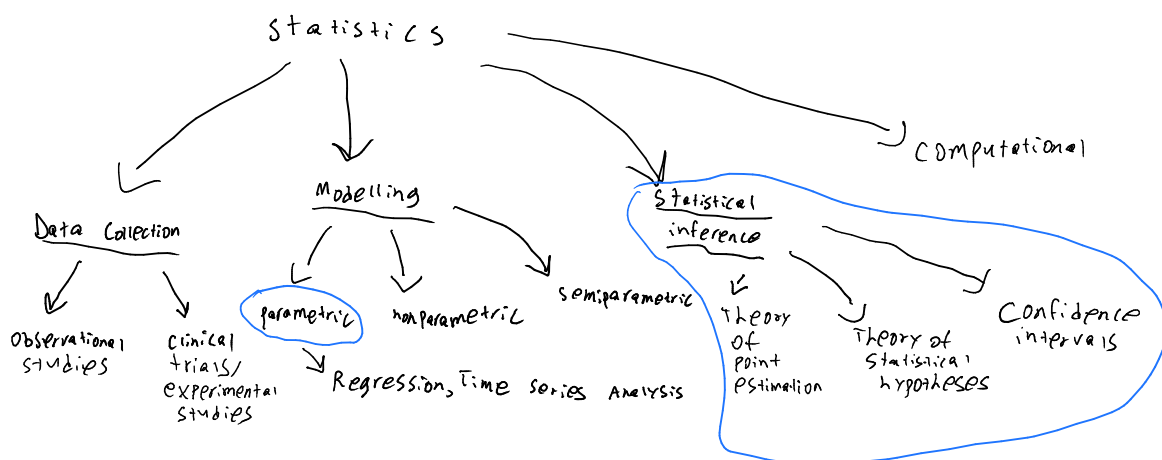 Statistics
Computational
Modelling
Statistical
inference
Data Collection
parametric
nonparametric
semiparametric
Observational
studies
Clinical
trials/
experimental
studies
Regression, Time Series Analysis
Theory
of
point
estimation
Theory of
Statistical
hypotheses
Confidence
intervals